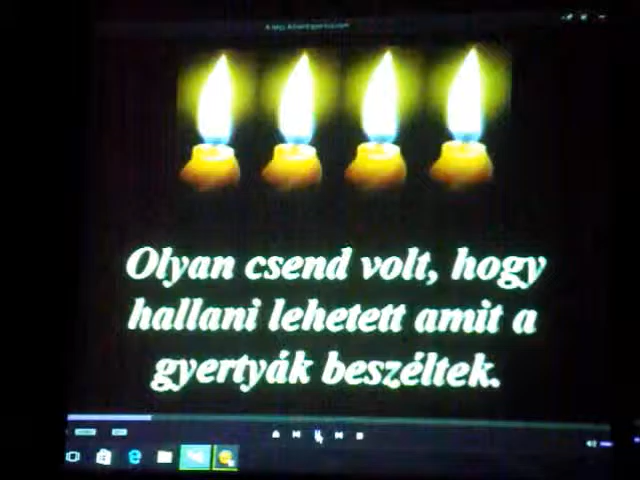 Olyan csend volt, hogy
hallani lehetett amit a
gyertyák beszéltek.